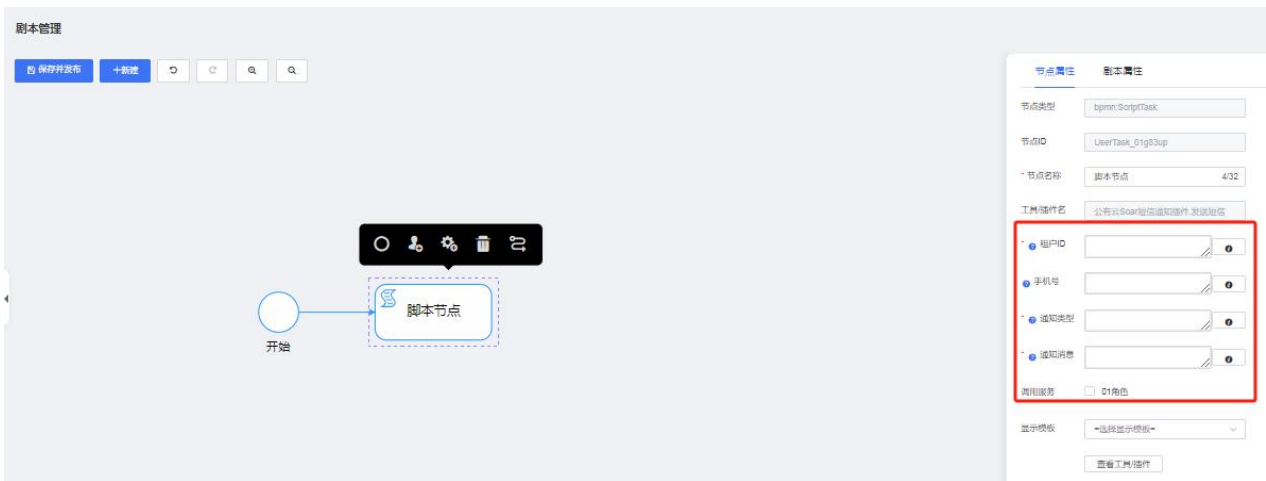 剧本管理
保存并发布
+新建
节点属性
剧本属性
节点类型
bpmn:ScriptTask
节点ID
UserTask_01g83up
* 节点名称
脚本节点
4/32
工具/插件名
公有云Soar短信通知插件.发送短信
* 租户ID
手机号
* 通知类型
* 通知消息
调用服务
01角色
显示模板
=选择显示模板=
查看工具/插件
开始
脚本节点